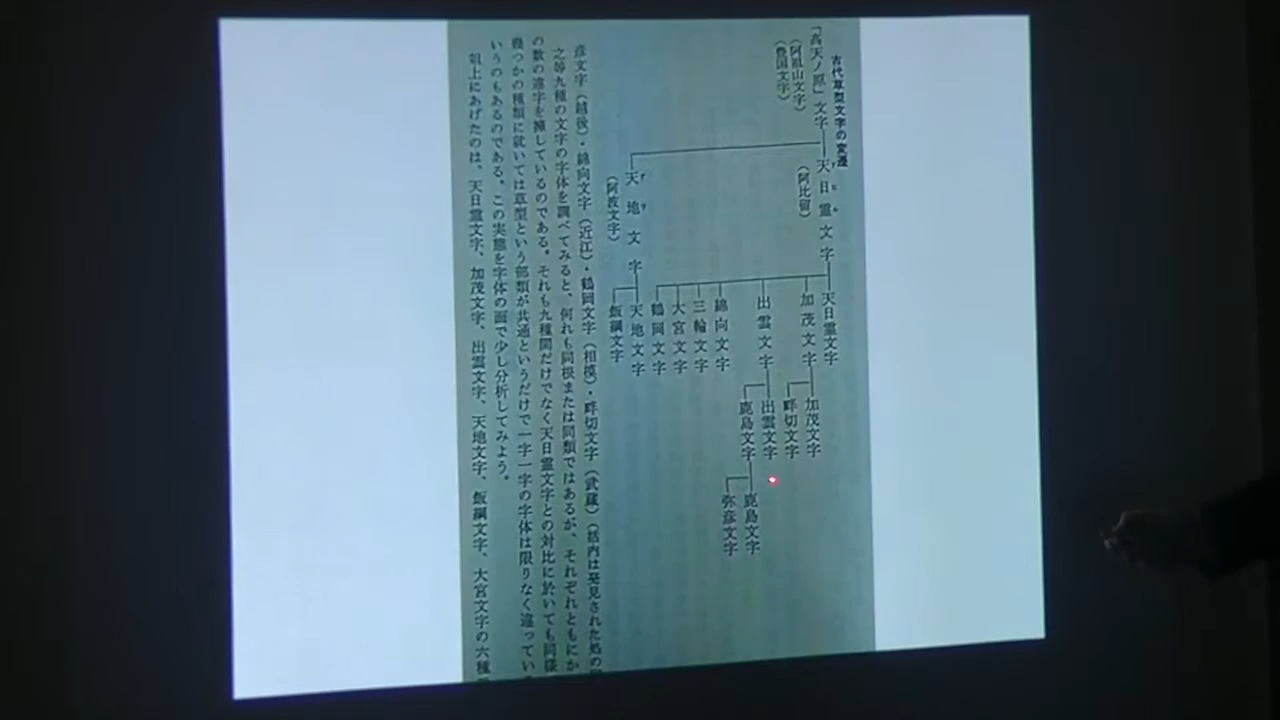 古代草型文字の変遷
「高天ノ原」文字
(阿祖山文字)
(豊国文字)
天日霊文字
アヒル
(阿比留)
天地文字
アワ
(阿波文字)
天日霊文字
加茂文字
加茂文字
畔切文字
出雲文字
出雲文字
鹿島文字
鹿島文字
弥彦文字
綿向文字
三輪文字
大宮文字
鶴岡文字
天地文字
飯綱文字
彦文字(越後)・綿向文字(近江)・鶴岡文字(相模)・畔切文字(武蔵)(括内は発見された処の
之等九種の文字の字体を調べてみると、何れも同根または同類ではあるが、それぞれともにか
の数の違字を擁しているのである。それも九種間だけでなく天日霊文字との対比に於いても同様
幾つかの種類に就いては草型という部類が共通というだけで一字一字の字体は限りなく違ってい
いうのもあるのである。この実態を字体の面で少し分析してみよう。
俎上にあげたのは、天日霊文字、加茂文字、出雲文字、天地文字、飯綱文字、大宮文字の六種